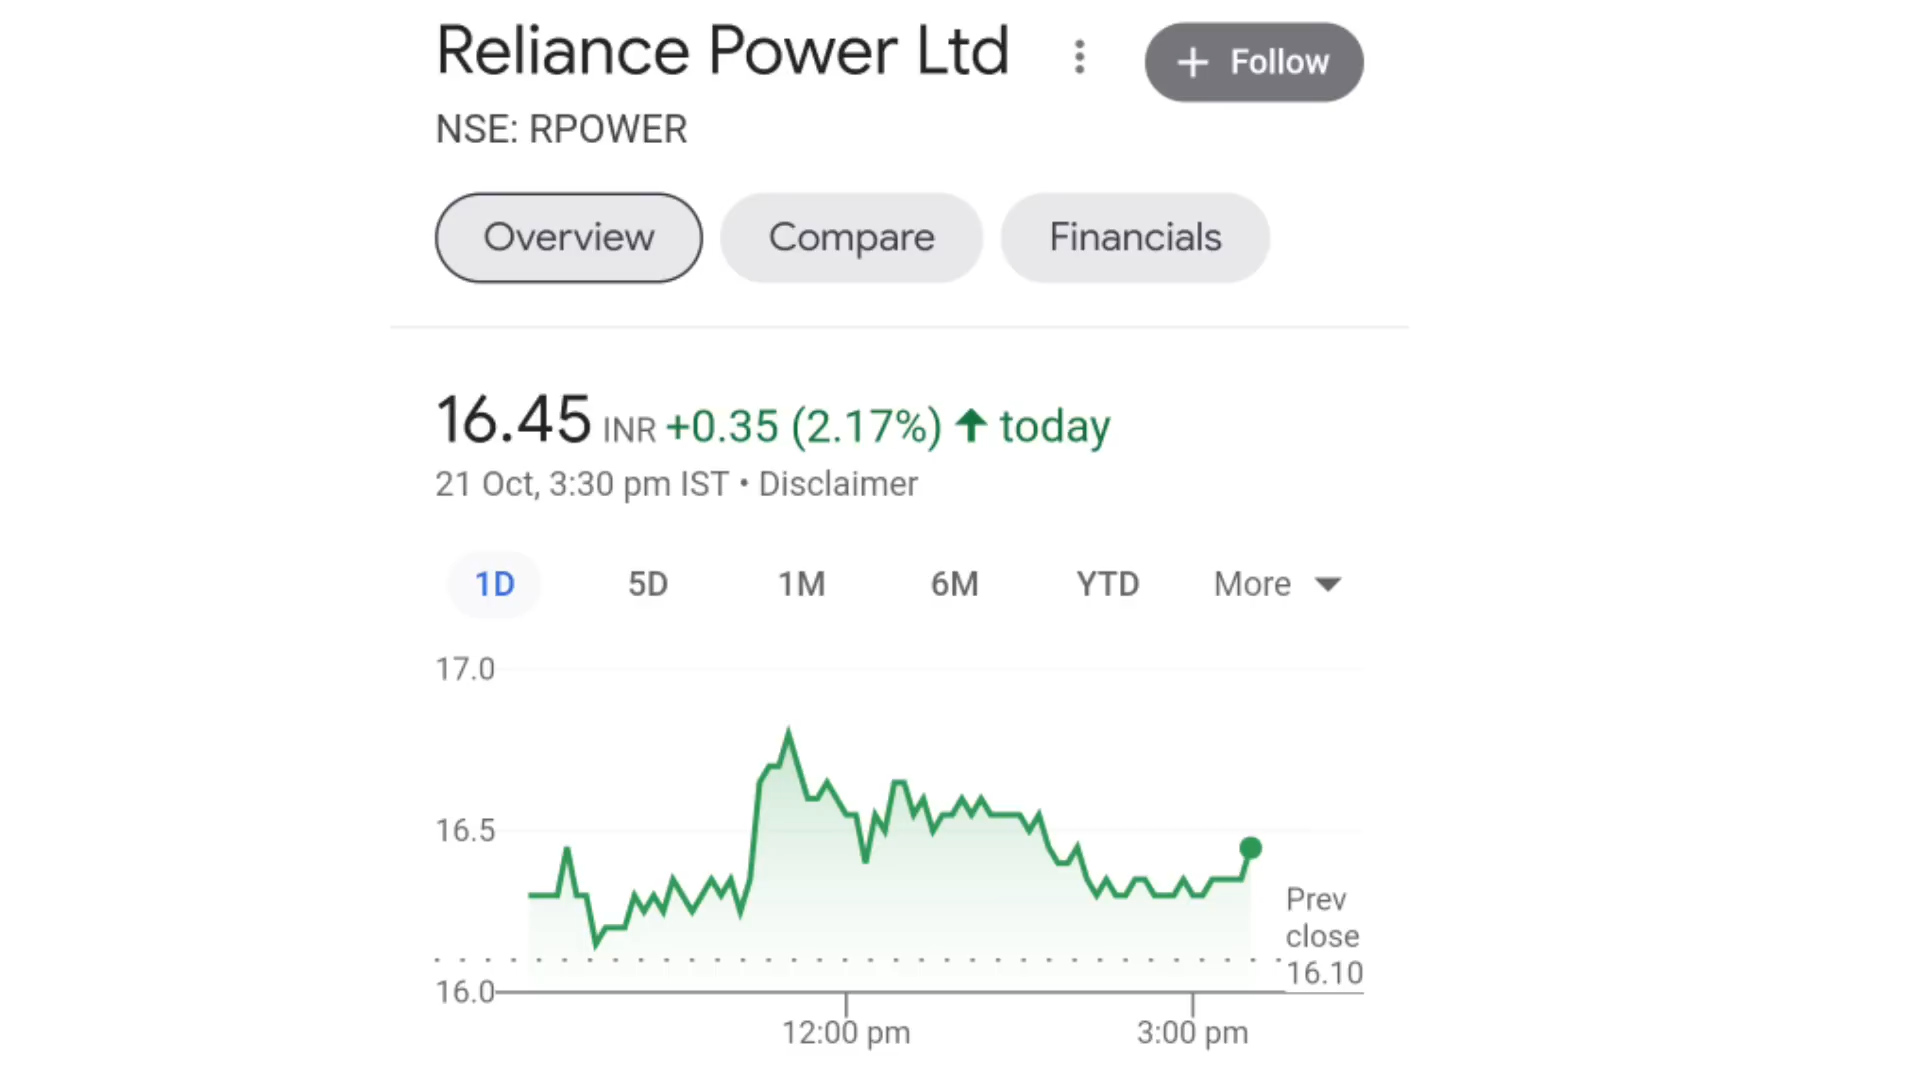 Reliance Power Ltd
+ Follow
NSE: RPOWER
Overview
Compare
Financials
16.45 INR +0.35 (2.17%) ↑ today
21 Oct, 3:30 pm IST • Disclaimer
1D 5D 1M 6M YTD More
17.0
16.5
16.0
Prev
close
16.10
12:00 pm
3:00 pm